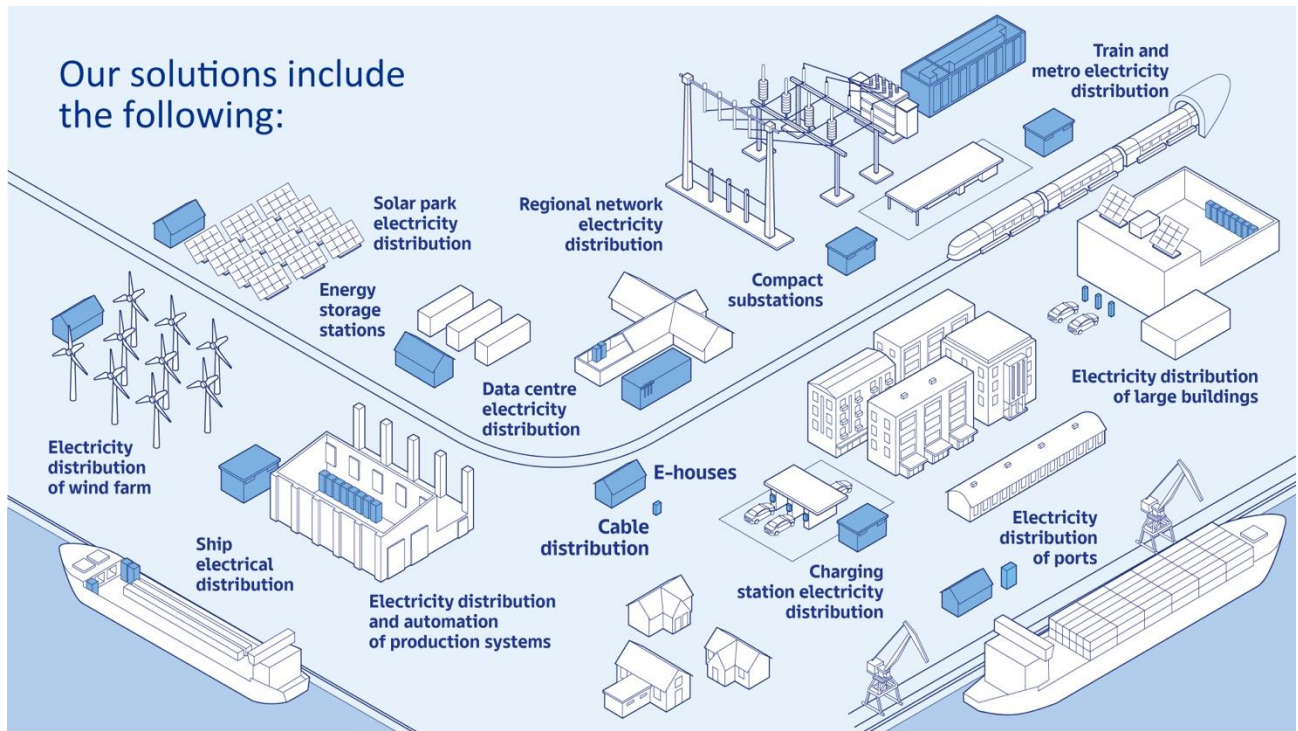 Our solutions include
the following:
Train and
metro electricity
distribution
Solar park
electricity
distribution
Regional network
electricity
distribution
Compact
substations
Energy
storage
stations
Data centre
electricity
distribution
Electricity distribution
of large buildings
Electricity
distribution
of wind farm
E-houses
Cable
distribution
Ship
electrical
distribution
Electricity distribution
and automation
of production systems
Charging
station electricity
distribution
Electricity
distribution
of ports